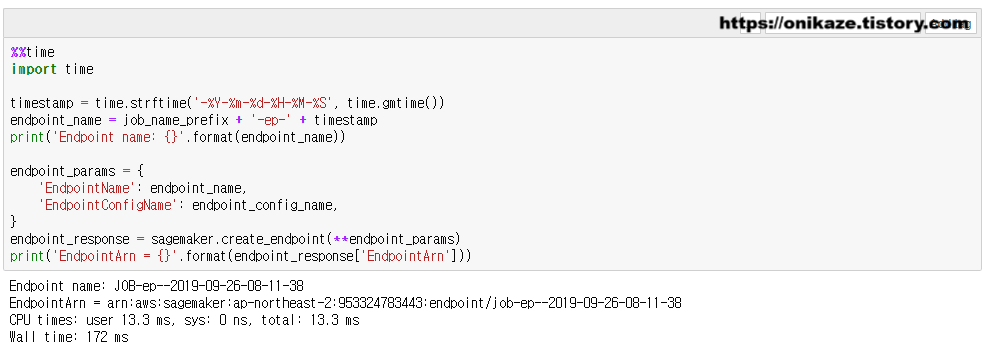 https://onikaze.tistory.com
%%time
import time
timestamp = time.strftime('-%Y-%m-%d-%H-%M-%S', time.gmtime())
endpoint_name = job_name_prefix + '-ep-' + timestamp
print('Endpoint name: {}'.format(endpoint_name))
endpoint_params = {
    'EndpointName': endpoint_name,
    'EndpointConfigName': endpoint_config_name,
}
endpoint_response = sagemaker.create_endpoint(**endpoint_params)
print('EndpointArn = {}'.format(endpoint_response['EndpointArn']))
Endpoint name: JOB-ep--2019-09-26-08-11-38
EndpointArn = arn:aws:sagemaker:ap-northeast-2:953324783443:endpoint/job-ep--2019-09-26-08-11-38
CPU times: user 13.3 ms, sys: 0 ns, total: 13.3 ms
Wall time: 172 ms